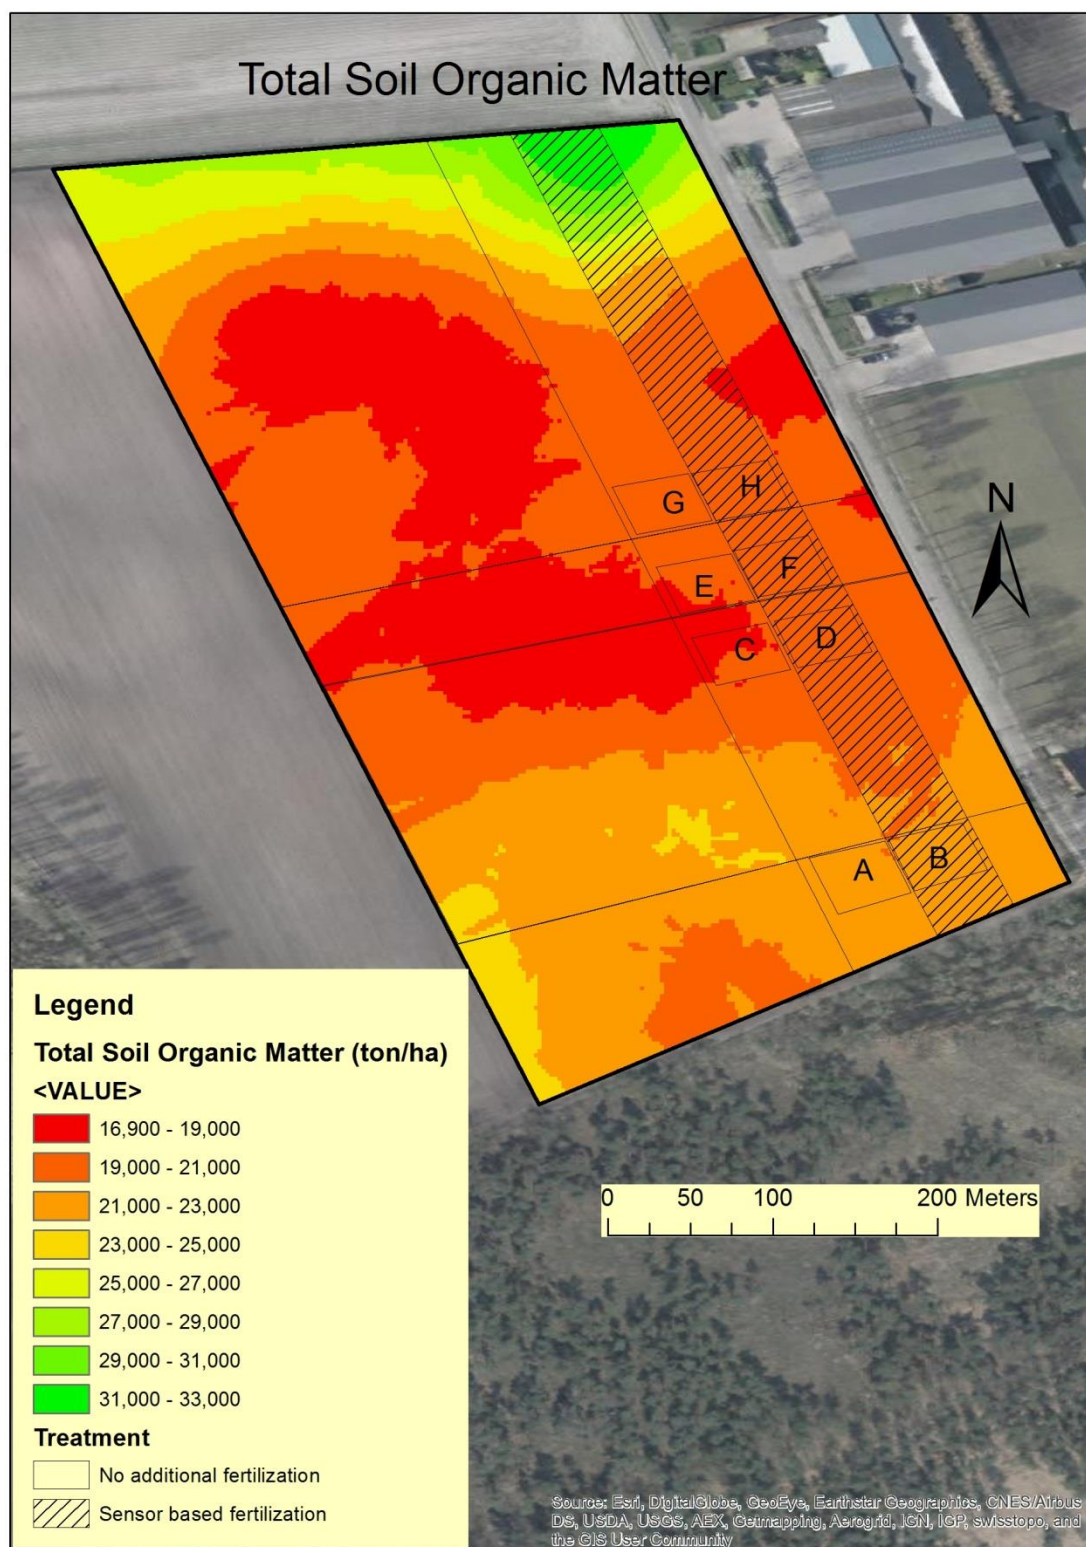 Total Soil Organic Matter
H
G
N
F
E
D
C
B
A
Legend
Total Soil Organic Matter (ton/ha)
<VALUE>
16,900 - 19,000
19,000 - 21,000
21,000 - 23,000
23,000 - 25,000
25,000 - 27,000
27,000 - 29,000
29,000 - 31,000
31,000 - 33,000
Treatment
No additional fertilization
Sensor based fertilization
0 50 100 200 Meters
Source: Esri, DigitalGlobe, GeoEye, Earthstar Geographics, CNES/Airbus
DS, USDA, USGS, AEX, Getmapping, Aerogrid, IGN, IGP, swisstopo, and
the GIS User Community